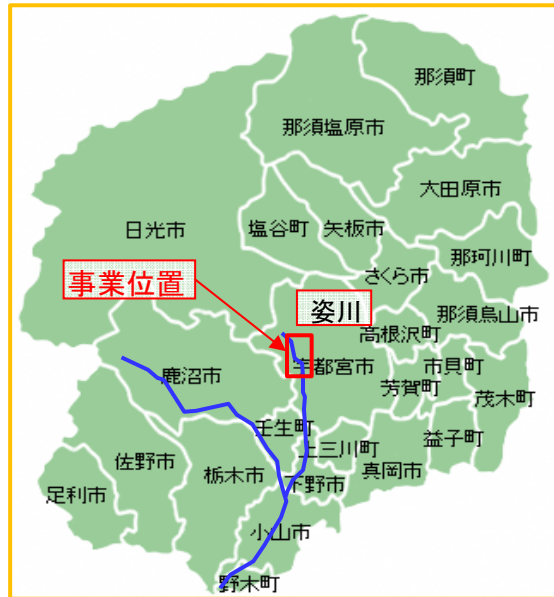 那須町
那須塩原市
大田原市
日光市
塩谷町
矢板市
那珂川町
さくら市
事業位置
姿川
那須烏山市
高根沢町
宇都宮市
市貝町
鹿沼市
芳賀町
茂木町
壬生町
上三川町
益子町
佐野市
栃木市
真岡市
下野市
足利市
小山市
野木町